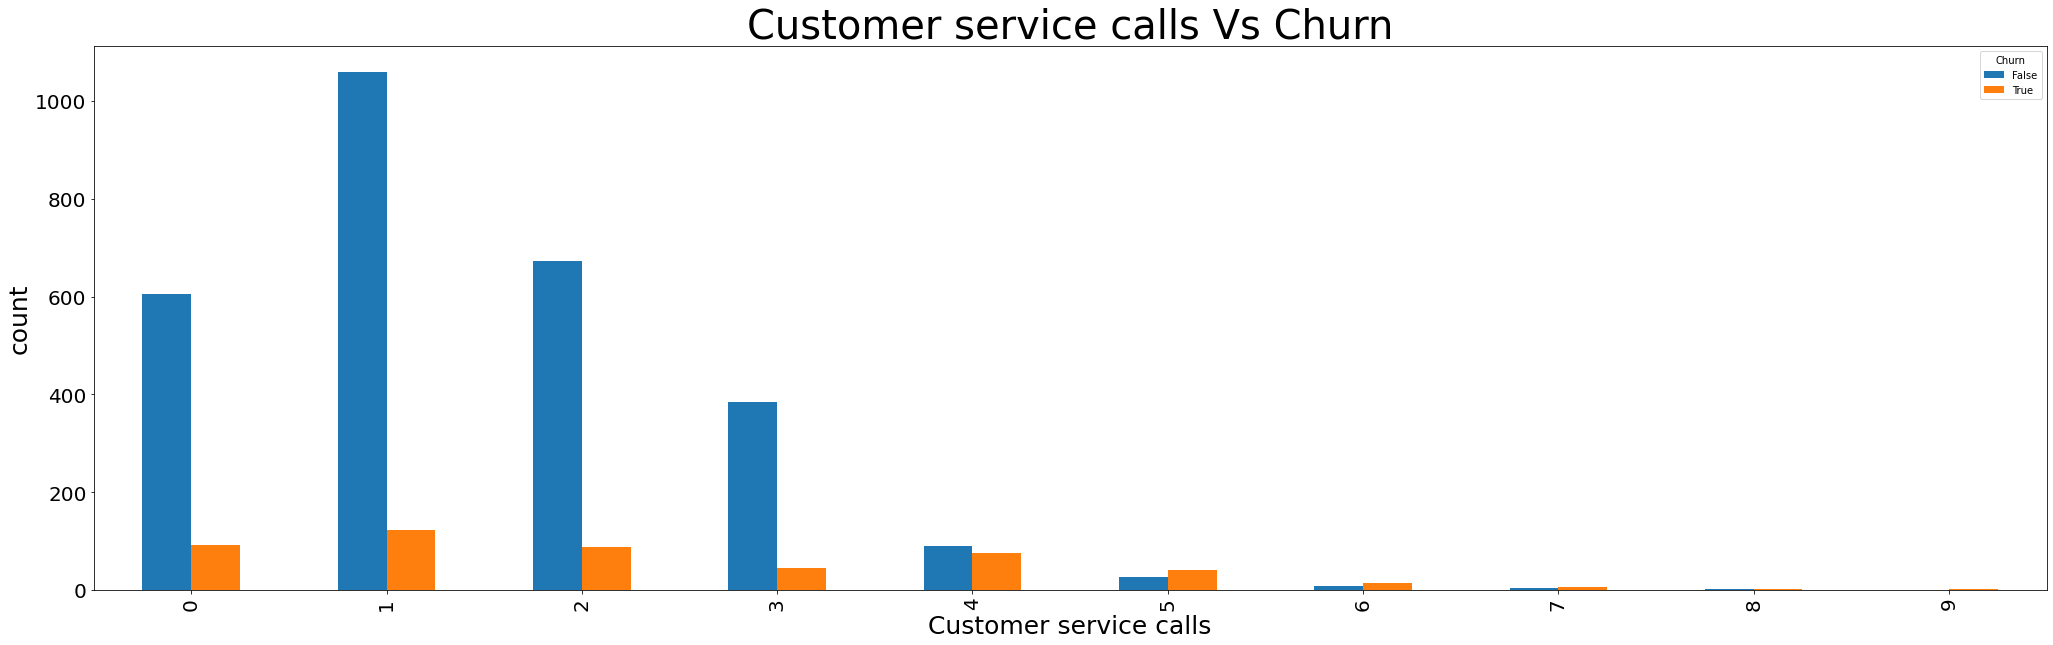 Customer service calls Vs Churn
Churn
False
True
1000
800
600
400
200
0
count
0 1 2 3 4 5 6 7 8 9
Customer service calls